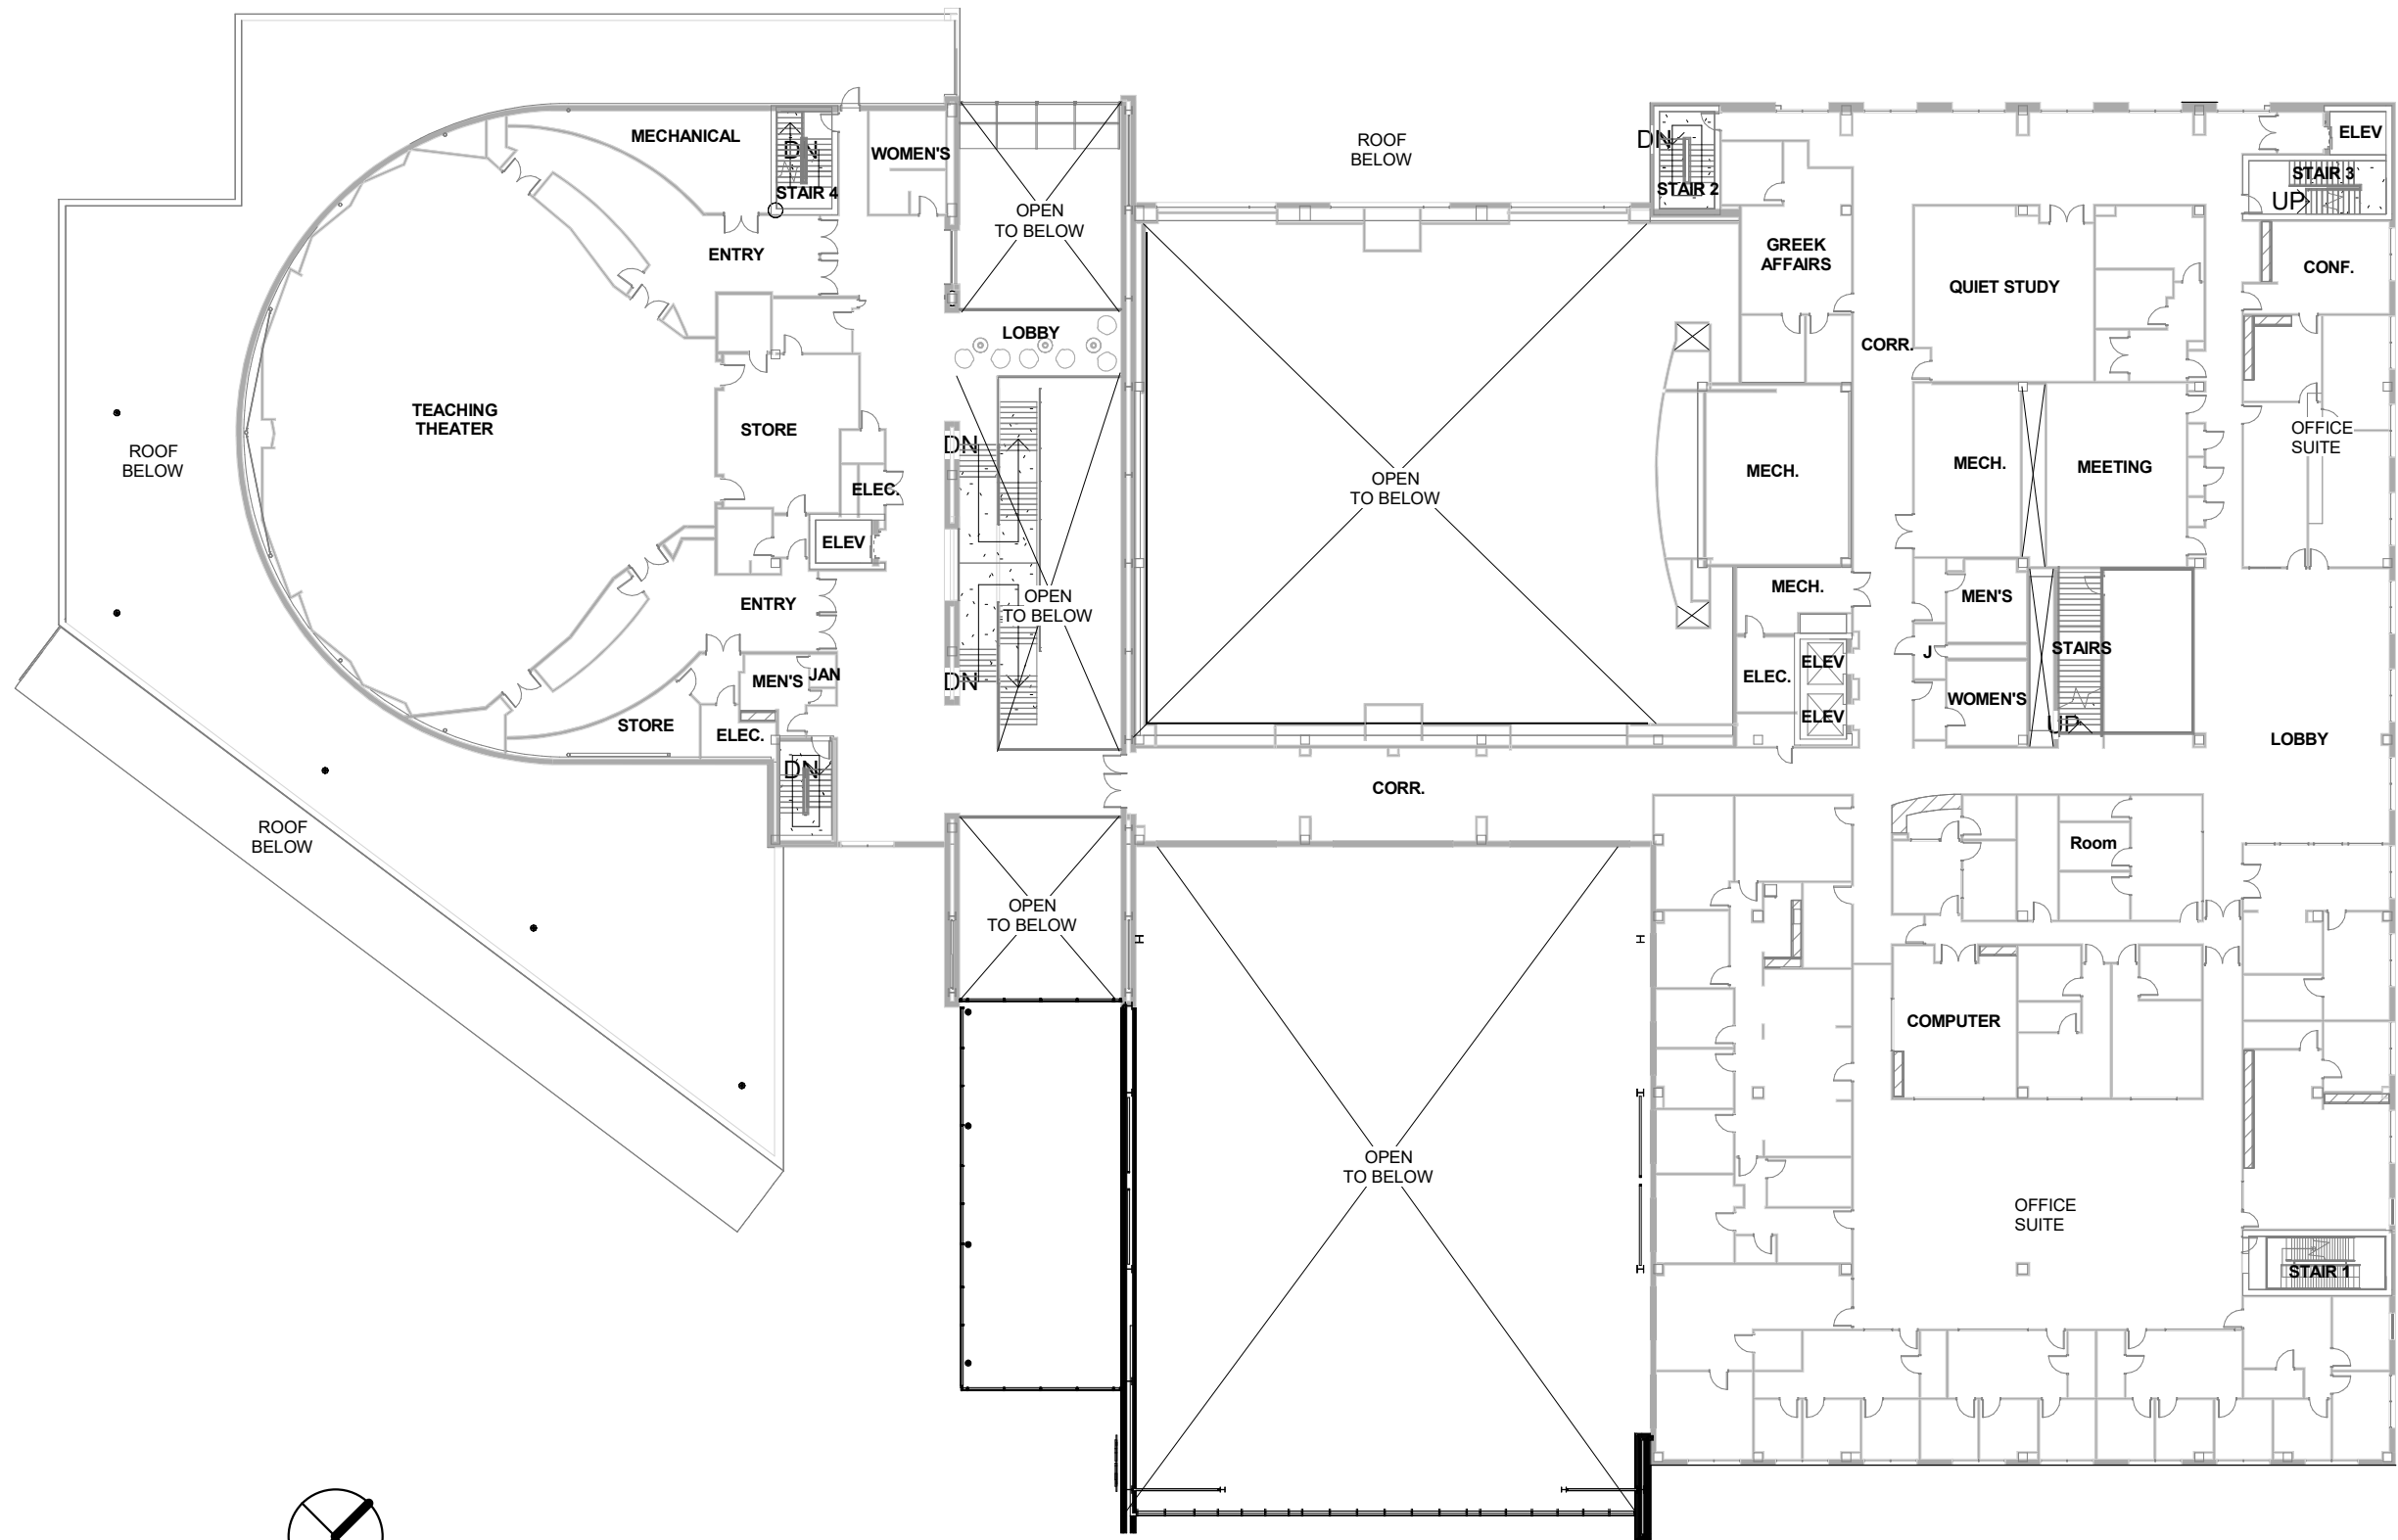 MECHANICAL
DN
STAIR 4
WOMEN'S
ROOF
BELOW
DN
STAIR 2
ELEV
STAIR 3
UP
OPEN
TO BELOW
ENTRY
GREEK
AFFAIRS
QUIET STUDY
CONF.
LOBBY
CORR.
TEACHING
THEATER
STORE
DN
ROOF
BELOW
ELEC.
OPEN
TO BELOW
MECH.
MECH.
MEETING
OFFICE
SUITE
ELEV
ENTRY
OPEN
TO BELOW
MECH.
MEN'S
STAIRS
J
MEN'S
JAN
DN
ELEC.
ELEV
ELEV
WOMEN'S
UP
STORE
ELEC.
DN
LOBBY
CORR.
ROOF
BELOW
Room
OPEN
TO BELOW
COMPUTER
OPEN
TO BELOW
OFFICE
SUITE
STAIR 1